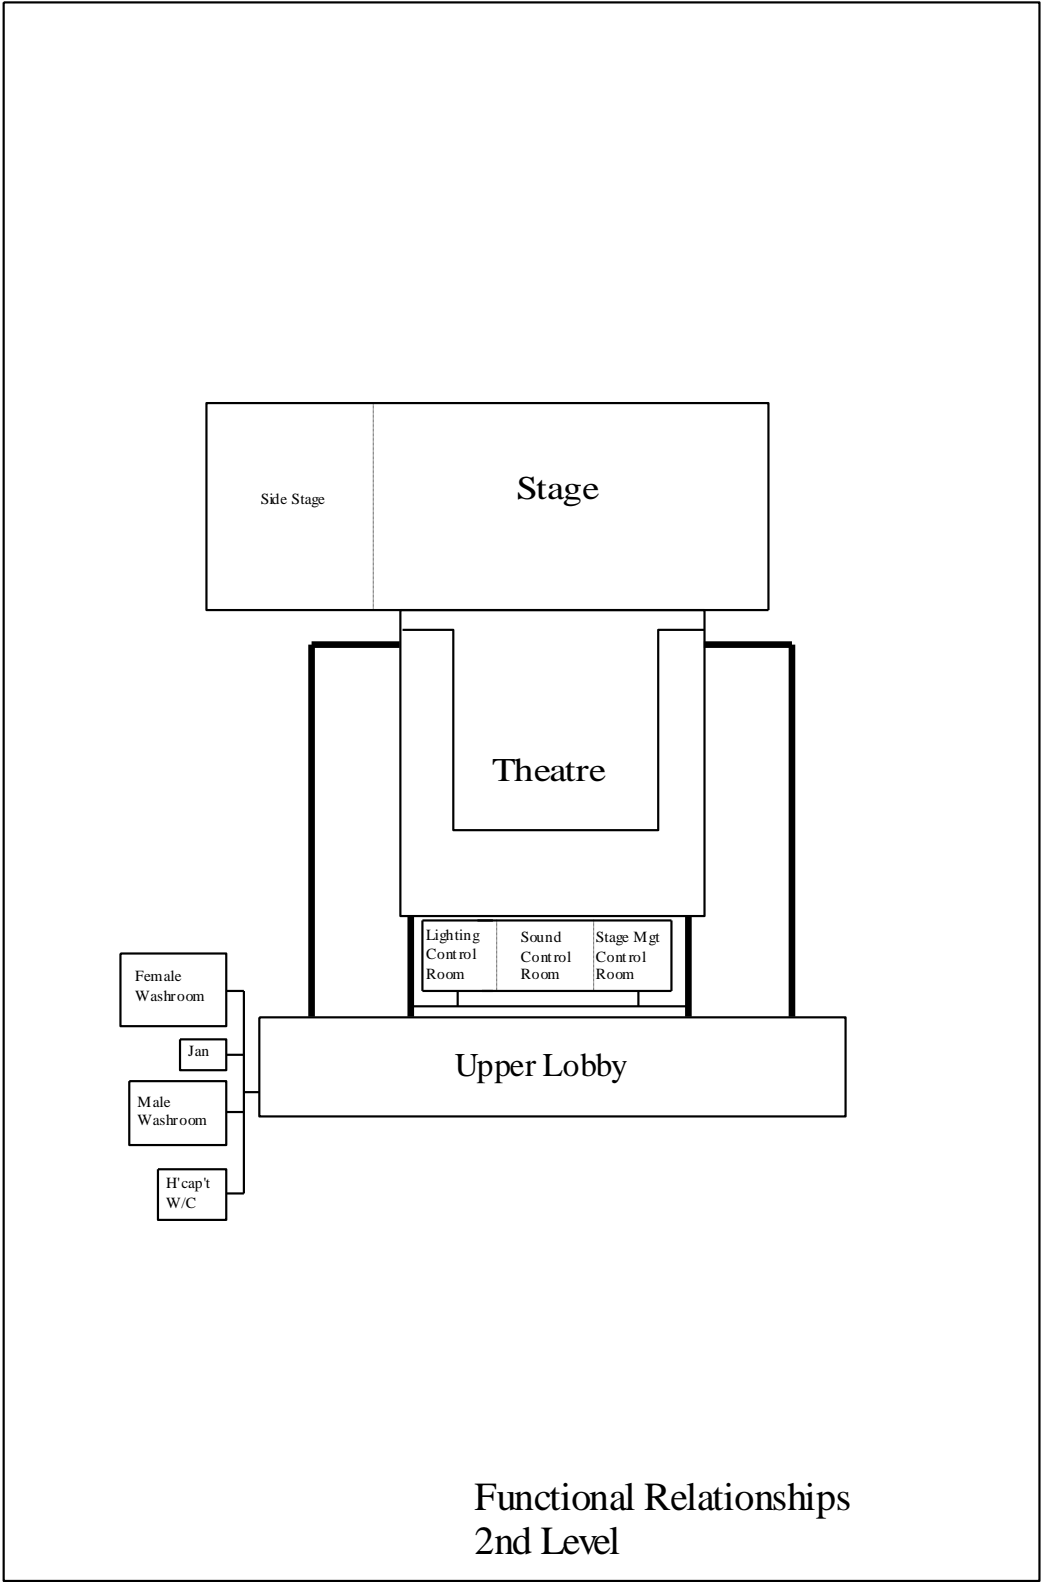 Side Stage
Stage
Theatre
Lighting
Control
Room
Sound
Control
Room
Stage Mgt
Control
Room
Female
Washroom
Jan
Male
Washroom
H'cap't
W/C
Upper Lobby
Functional Relationships
2nd Level